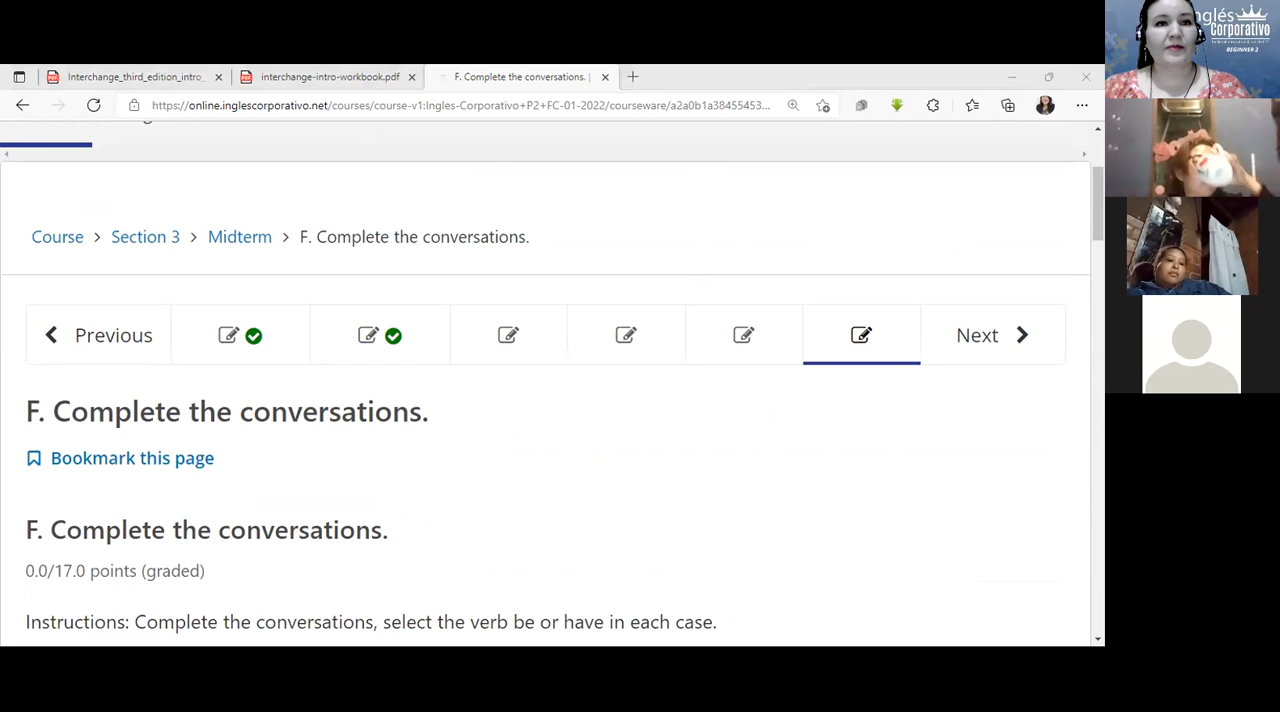 Interchange_third_edition_intro_
interchange-intro-workbook.pdf
F. Complete the conversations. |
https://online.inglescorporativo.net/courses/course-v1:Ingles-Corporativo+P2+FC-01-2022/courseware/a2a0b1a38455453...
Course > Section 3 > Midterm > F. Complete the conversations.
Previous
Next
F. Complete the conversations.
Bookmark this page
F. Complete the conversations.
0.0/17.0 points (graded)
Instructions: Complete the conversations, select the verb be or have in each case.
nglés
Corporativo
BEGINNER 2